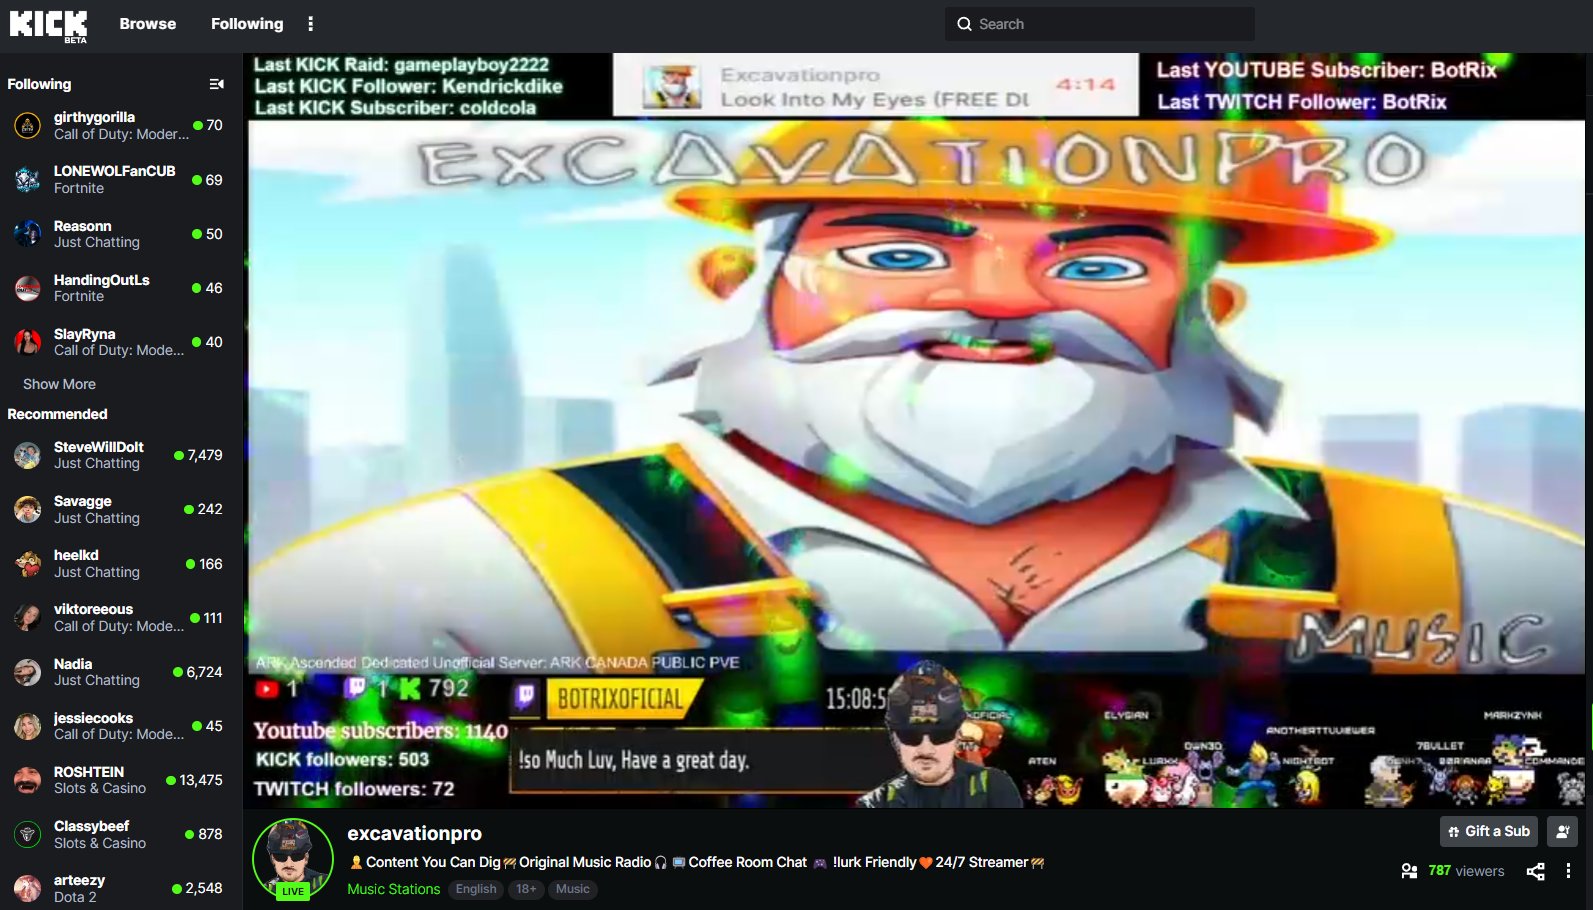 KICK
BETA
Browse
Following
Search
Following
girthygorilla
Call of Duty: Moder...
70
LONEWOLFanCUB
Fortnite
69
Reasonn
Just Chatting
50
HandingOutLs
Fortnite
46
SlayRyna
Call of Duty: Mode...
40
Show More
Recommended
SteveWillDoIt
Just Chatting
7,479
Savagge
Just Chatting
242
heelkd
Just Chatting
166
viktoreeous
Call of Duty: Mode...
111
Nadia
Just Chatting
6,724
jessiecooks
Call of Duty: Mode...
45
ROSHTEIN
Slots & Casino
13,475
Classybeef
Slots & Casino
878
arteezy
Dota 2
2,548
Last KICK Raid: gameplayboy2222
Last KICK Follower: Kendrickdike
Last KICK Subscriber: coldcola
Excavationpro
Look Into My Eyes (FREE DL
4:14
Last YOUTUBE Subscriber: BotRix
Last TWITCH Follower: BotRix
EXCAVATIONPRO
MUSIC
ARK Ascended Dedicated Unofficial Server: ARK CANADA PUBLIC PVE
1
1
792
Youtube subscribers: 1140
KICK followers: 503
TWITCH followers: 72
BOTRIXOFICIAL
15:08:5
!so Much Luv, Have a great day.
ATEN
ELYSIAN
LURKK
OWN3D
ANOTHERTTVVIEWER
NIGHTBOT
7BULLET
MARKZYNK
COMMANDE
excavationpro
Content You Can Dig🚧Original Music Radio🎧 💻Coffee Room Chat 🎮 !lurk Friendly🧡24/7 Streamer🚧
LIVE
Music Stations
English
18+
Music
Gift a Sub
787 viewers